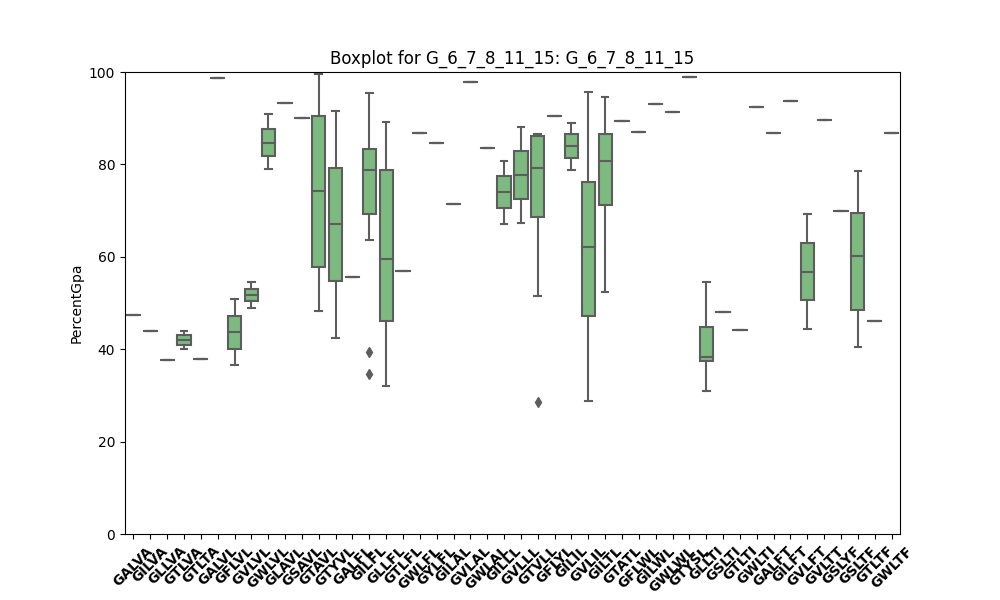 Boxplot for G_6_7_8_11_15: G_6_7_8_11_15
PercentGpa
100
80
60
40
20
0
GALVA
GILVA
GLLVA
GTLVA
GTLTA
GALVL
GFLVL
GVLVL
GWLVL
GLAVL
GSAVL
GTAVL
GTYVL
GALFL
GILFL
GLLFL
GTLFL
GWLFL
GYLFL
GILAL
GVLAL
GWLAL
GILLL
GVLLL
GTVLL
GFLYL
GILIL
GVLIL
GILTL
GTATL
GFLWL
GILWL
GWLWL
GTYSL
GLLTI
GSLTI
GTLTI
GWLTI
GALFT
GILFT
GVLFT
GVLTT
GSLYF
GSLTF
GTLTF
GWLTF